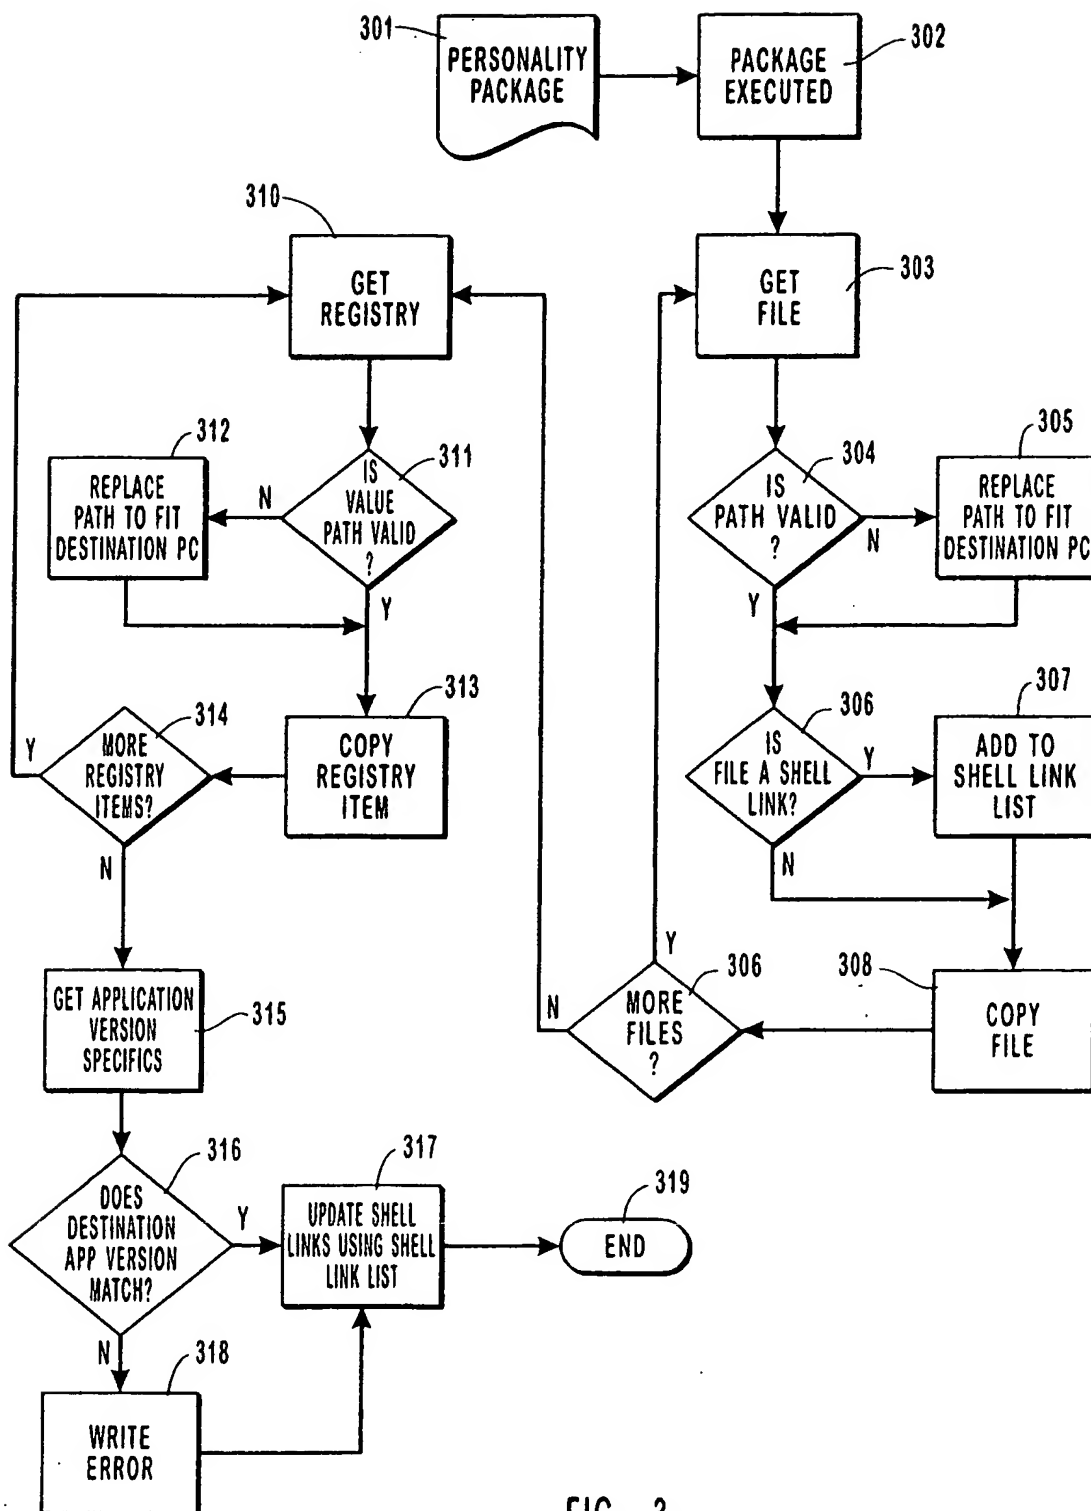 301
PERSONALITY
PACKAGE
302
PACKAGE
EXECUTED
310
GET
REGISTRY
303
GET
FILE
312
REPLACE
PATH TO FIT
DESTINATION PC
N
311
IS
VALUE
PATH VALID
?
Y
304
IS
PATH VALID
?
N
Y
305
REPLACE
PATH TO FIT
DESTINATION PC
314
MORE
REGISTRY
ITEMS?
Y
N
313
COPY
REGISTRY
ITEM
306
IS
FILE A SHELL
LINK?
Y
N
307
ADD TO
SHELL LINK
LIST
315
GET APPLICATION
VERSION
SPECIFICS
306
MORE
FILES
?
Y
N
308
COPY
FILE
316
DOES
DESTINATION
APP VERSION
MATCH?
Y
N
317
UPDATE SHELL
LINKS USING SHELL
LINK LIST
319
END
318
WRITE
ERROR
FIG.